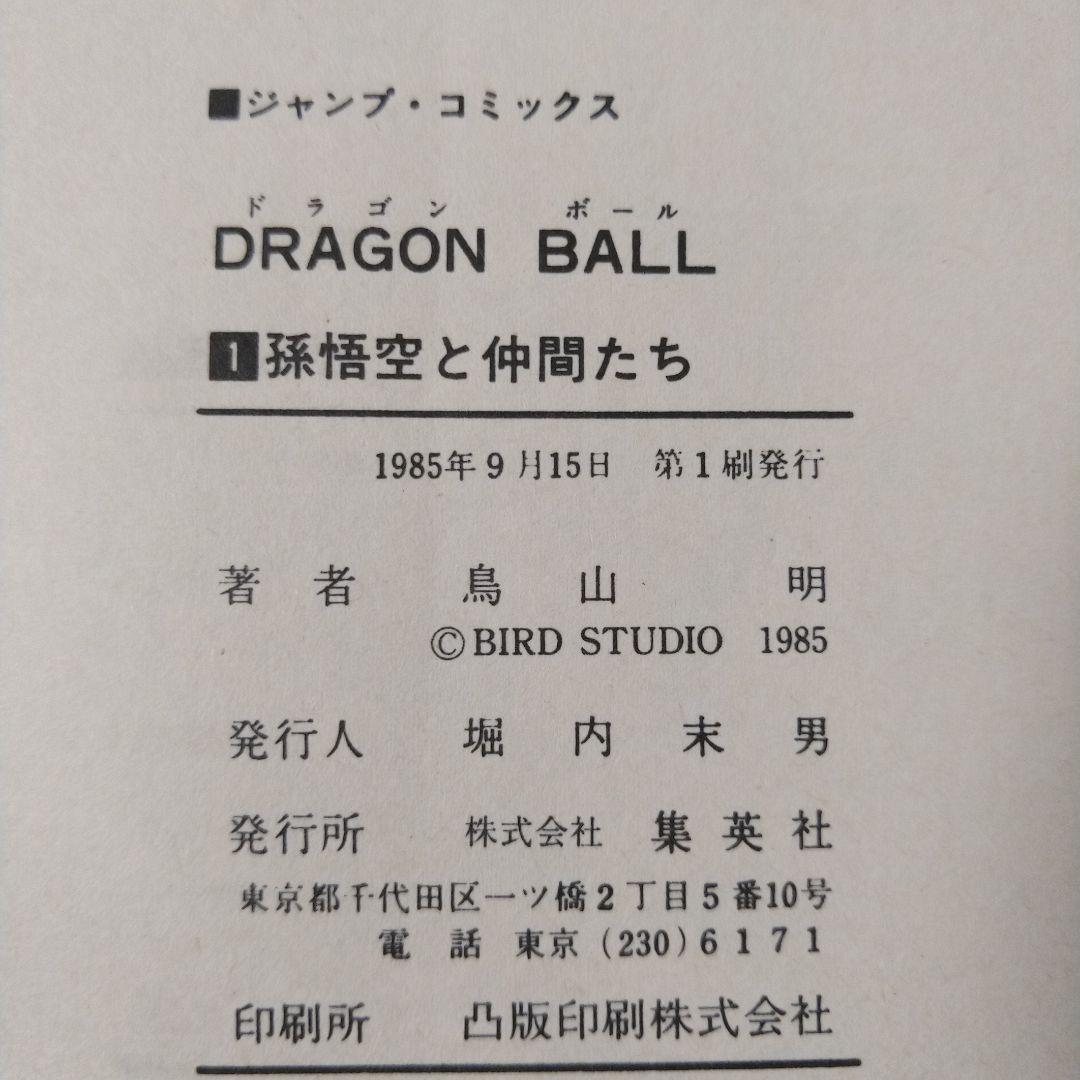 ■ジャンプ・コミックス
ドラゴン ボール
DRAGON BALL
1孫悟空と仲間たち
1985年9月15日 第1刷発行
著者 鳥山明
©BIRD STUDIO 1985
発行人 堀内末男
発行所 株式会社 集英社
東京都千代田区一ツ橋2丁目5番10号
電話 東京(230)6171
印刷所 凸版印刷株式会社